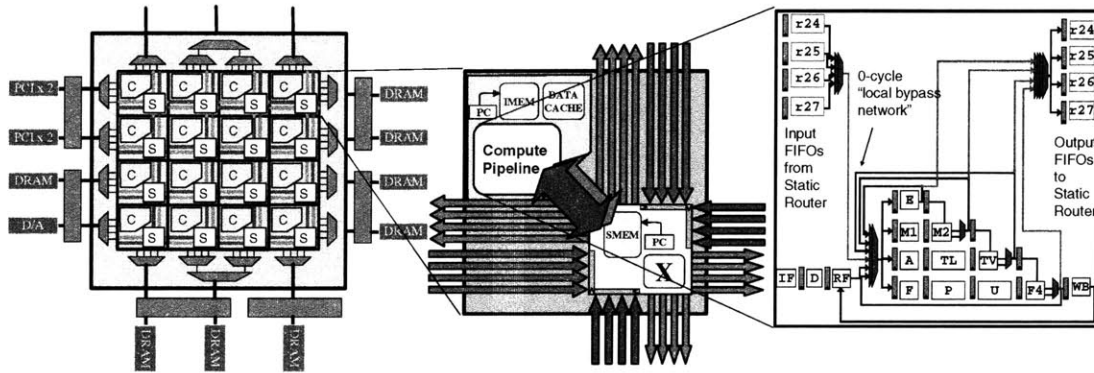 PCI x 2
PCI x 2
DRAM
D/A
C C C C
S S S S
C C C C
S S S S
C C C C
S S S S
C C C C
S S S S
DRAM
DRAM
DRAM
DRAM
DRAM
DRAM
DRAM
PC
IMEM
DATA
CACHE
Compute
Pipeline
SMEM
PC
X
r24
r25
r26
r27
Input
FIFOs
from
Static
Router
0-cycle
"local bypass
network"
r24
r25
r26
r27
Output
FIFOs
to
Static
Router
E
M1 M2
A TL TV
IF D RF
F P U F4 WB